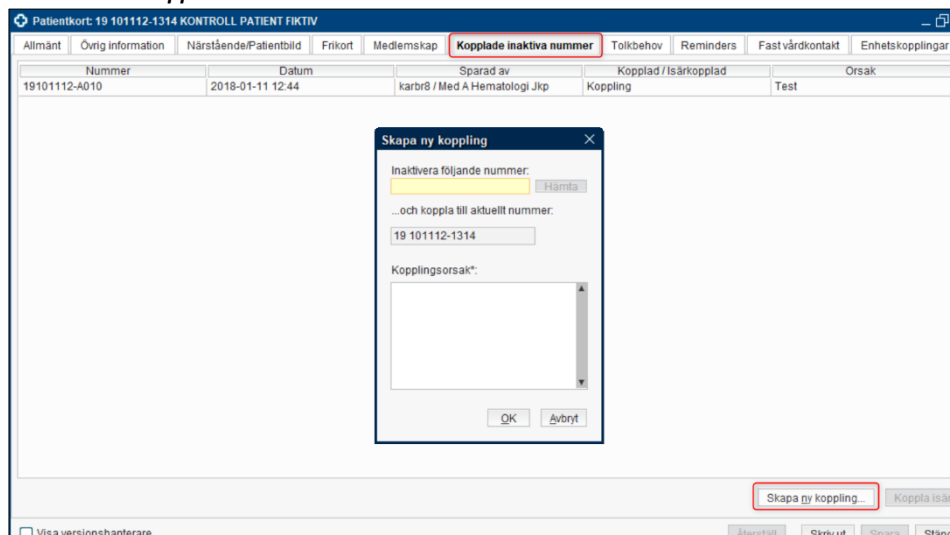 Patientkort: 19 101112-1314 KONTROLL PATIENT FIKTIV
Allmänt Övrig information Närstående/Patientbild Frikort Medlemskap Kopplade inaktiva nummer Tolkbehov Reminders Fast vårdkontakt Enhetskopplingar
Nummer Datum Sparad av Kopplad / Isärkopplad Orsak
19101112-A010 2018-01-11 12:44 karbr8 / Med A Hematologi Jkp Koppling Test
Skapa ny koppling
Inaktivera följande nummer:
Hämta
...och koppla till aktuellt nummer:
19 101112-1314
Kopplingsorsak*:
OK Avbryt
Skapa ny koppling... Koppla isär
Visa versionshanterare
Återställ Skriv ut Spara